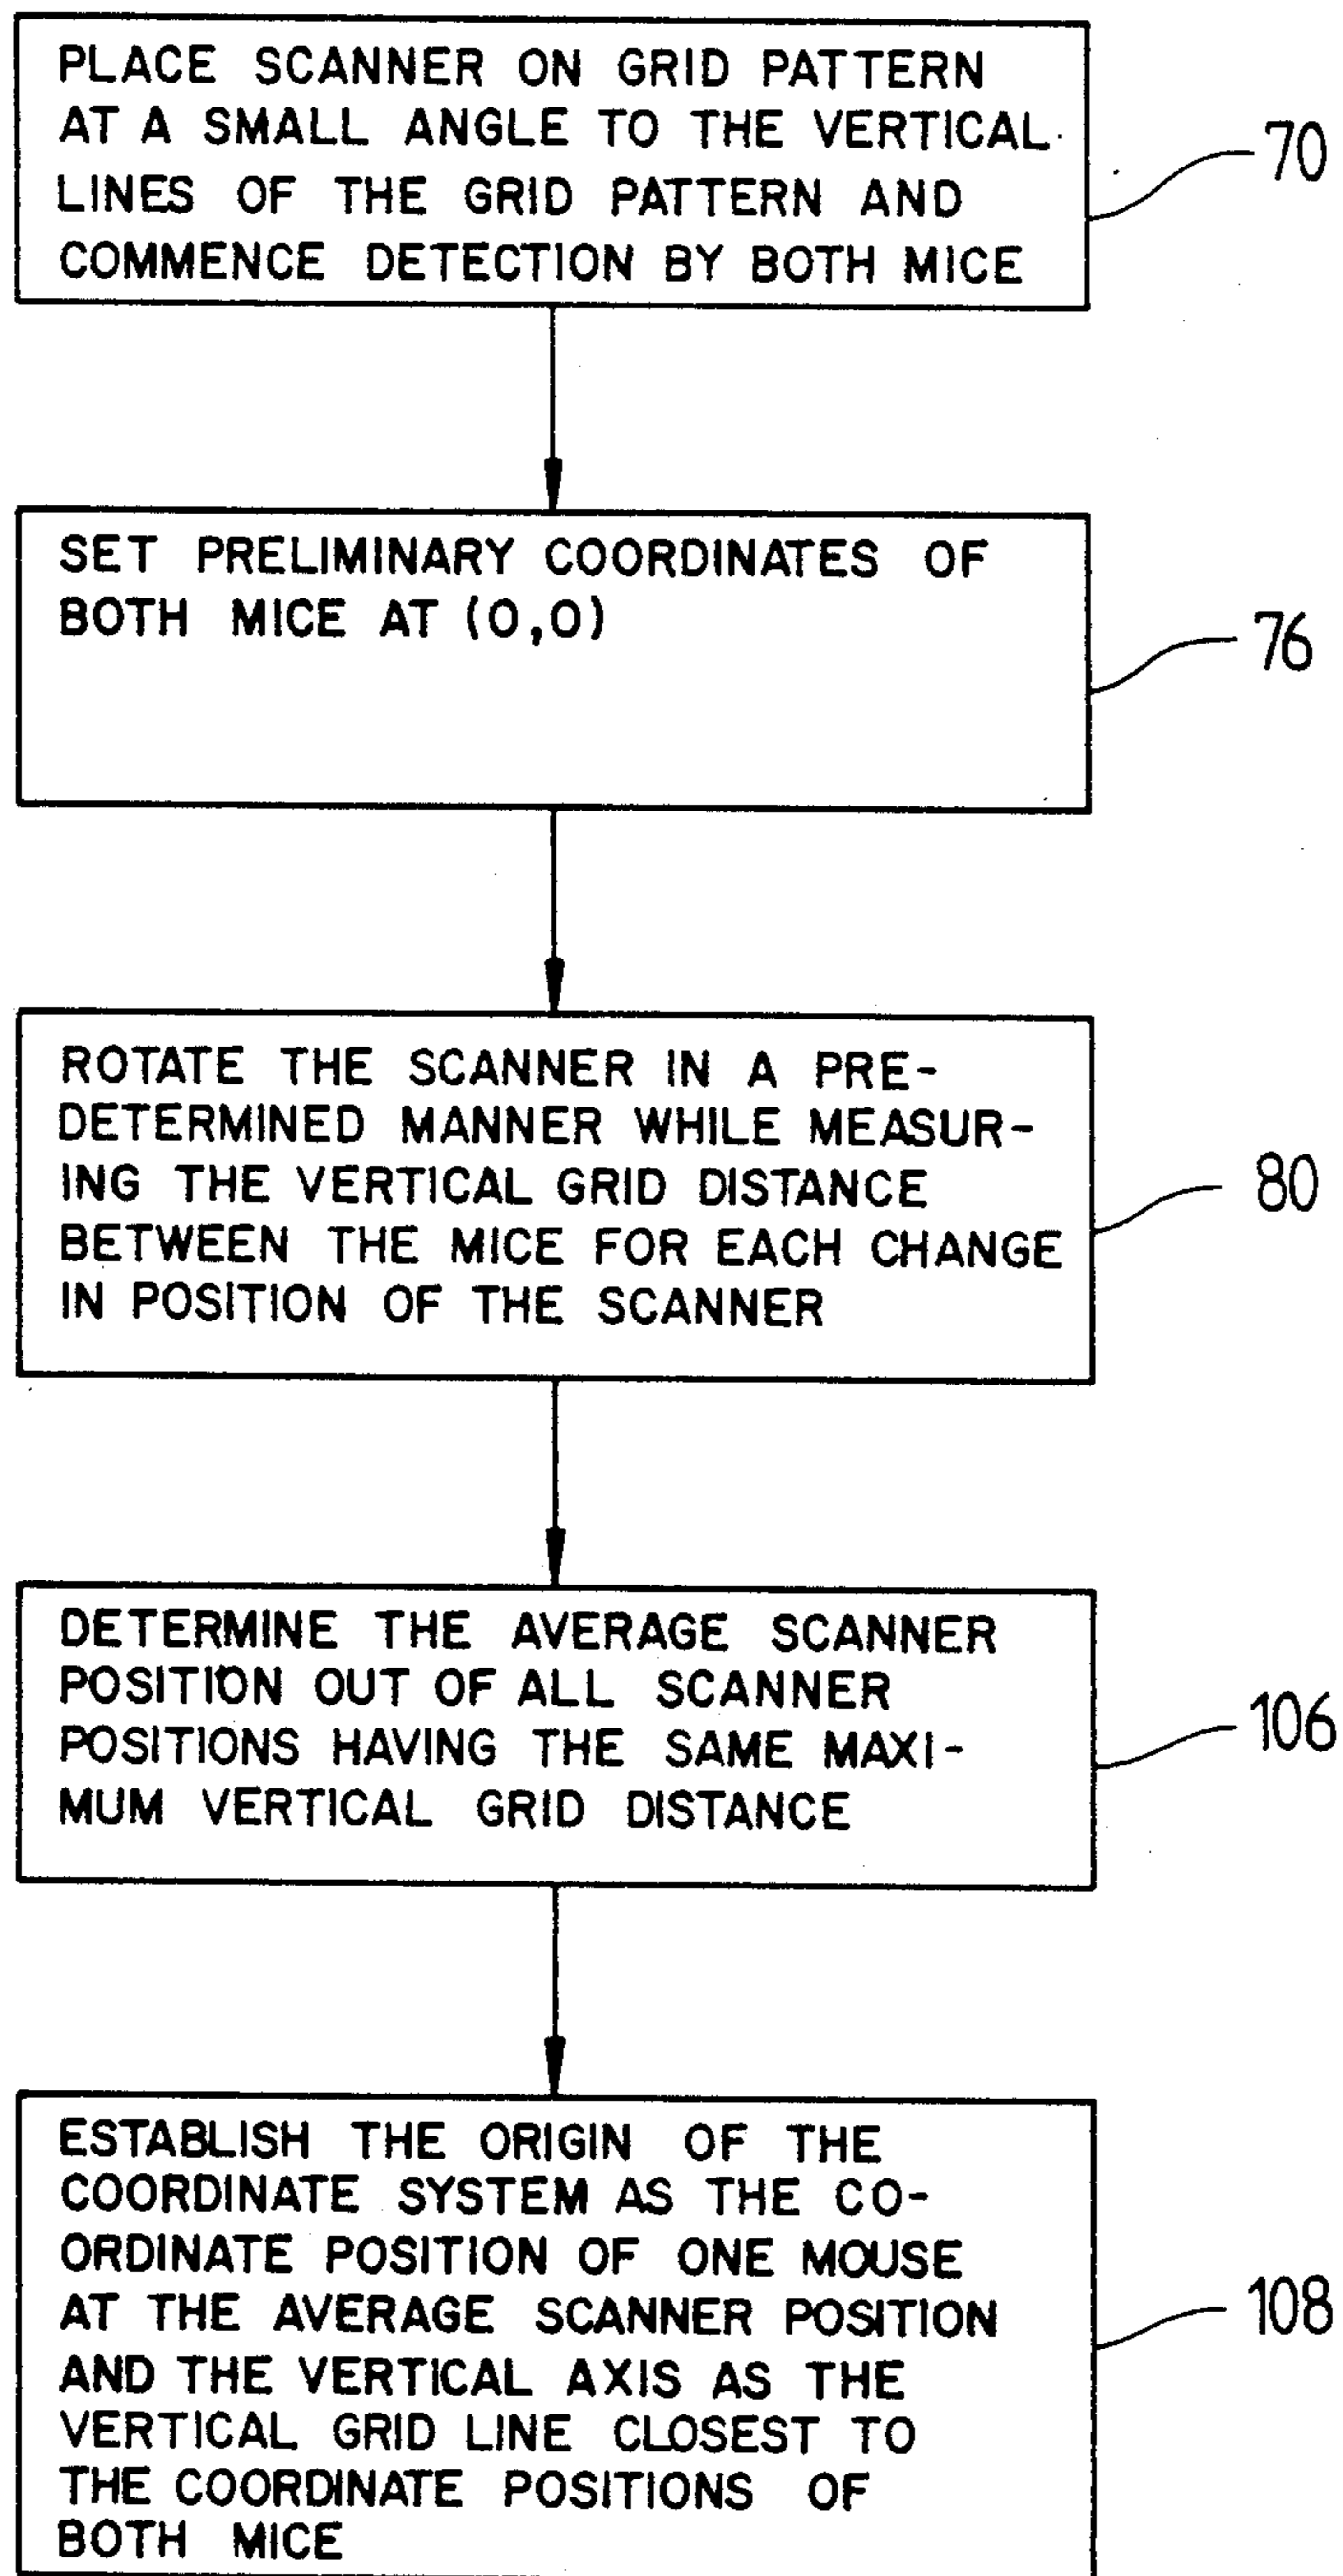 PLACE SCANNER ON GRID PATTERN
AT A SMALL ANGLE TO THE VERTICAL
LINES OF THE GRID PATTERN AND
COMMENCE DETECTION BY BOTH MICE
70
SET PRELIMINARY COORDINATES OF
BOTH MICE AT (0,0)
76
ROTATE THE SCANNER IN A PRE-
DETERMINED MANNER WHILE MEASUR-
ING THE VERTICAL GRID DISTANCE
BETWEEN THE MICE FOR EACH CHANGE
IN POSITION OF THE SCANNER
80
DETERMINE THE AVERAGE SCANNER
POSITION OUT OF ALL SCANNER
POSITIONS HAVING THE SAME MAXI-
MUM VERTICAL GRID DISTANCE
106
ESTABLISH THE ORIGIN OF THE
COORDINATE SYSTEM AS THE CO-
ORDINATE POSITION OF ONE MOUSE
AT THE AVERAGE SCANNER POSITION
AND THE VERTICAL AXIS AS THE
VERTICAL GRID LINE CLOSEST TO
THE COORDINATE POSITIONS OF
BOTH MICE
108